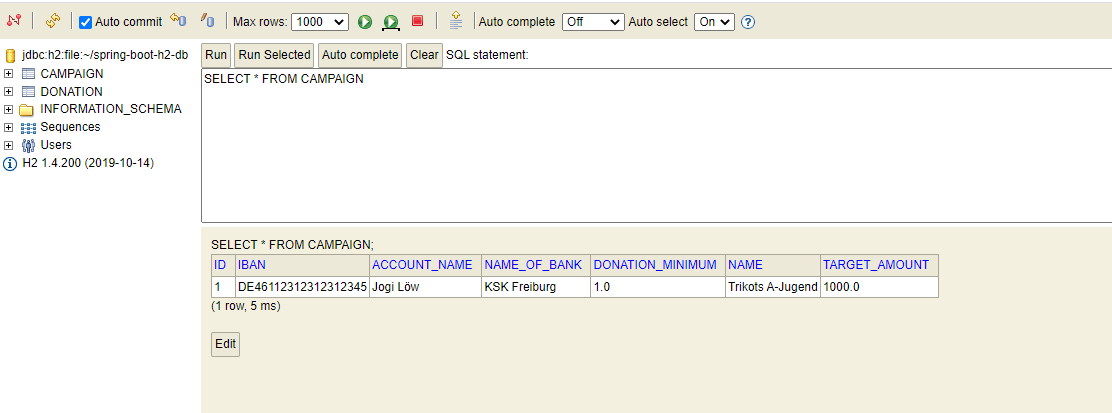 Auto commit Max rows: 1000 Auto complete Off Auto select On ?
jdbc:h2:file:~/spring-boot-h2-db
CAMPAIGN
DONATION
INFORMATION_SCHEMA
Sequences
Users
H2 1.4.200 (2019-10-14)
Run Run Selected Auto complete Clear SQL statement:
SELECT * FROM CAMPAIGN
SELECT * FROM CAMPAIGN;
ID IBAN ACCOUNT_NAME NAME_OF_BANK DONATION_MINIMUM NAME TARGET_AMOUNT
1 DE46112312312312345 Jogi Löw KSK Freiburg 1.0 Trikots A-Jugend 1000.0
(1 row, 5 ms)
Edit